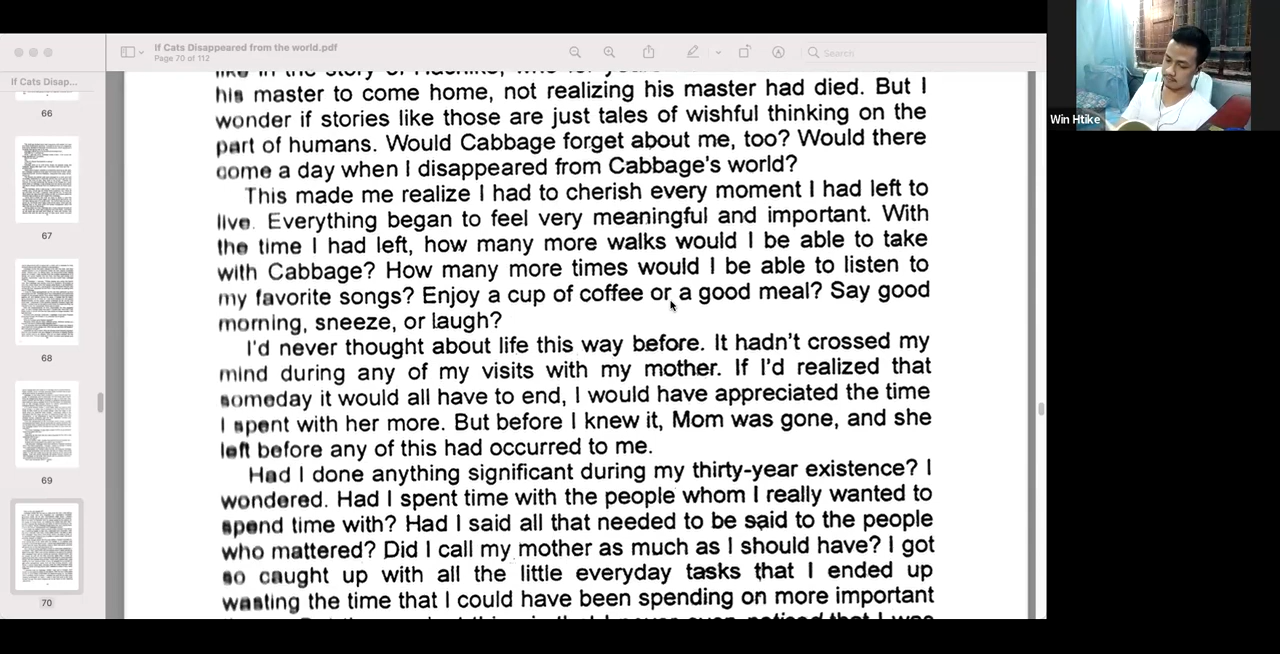 If Cats Disappeared from the world.pdf
Page 70 of 112
Search
If Cats Disap...
66
67
68
69
70
Win Htike
like in the story of Hachiko, who for
his master to come home, not realizing his master had died. But I
wonder if stories like those are just tales of wishful thinking on the
part of humans. Would Cabbage forget about me, too? Would there
come a day when I disappeared from Cabbage's world?
This made me realize I had to cherish every moment I had left to
live. Everything began to feel very meaningful and important. With
the time I had left, how many more walks would I be able to take
with Cabbage? How many more times would I be able to listen to
my favorite songs? Enjoy a cup of coffee or a good meal? Say good
morning, sneeze, or laugh?
I'd never thought about life this way before. It hadn't crossed my
mind during any of my visits with my mother. If I'd realized that
someday it would all have to end, I would have appreciated the time
I spent with her more. But before I knew it, Mom was gone, and she
left before any of this had occurred to me.
Had I done anything significant during my thirty-year existence? I
wondered. Had I spent time with the people whom I really wanted to
spend time with? Had I said all that needed to be said to the people
who mattered? Did I call my mother as much as I should have? I got
so caught up with all the little everyday tasks that I ended up
wasting the time that I could have been spending on more important